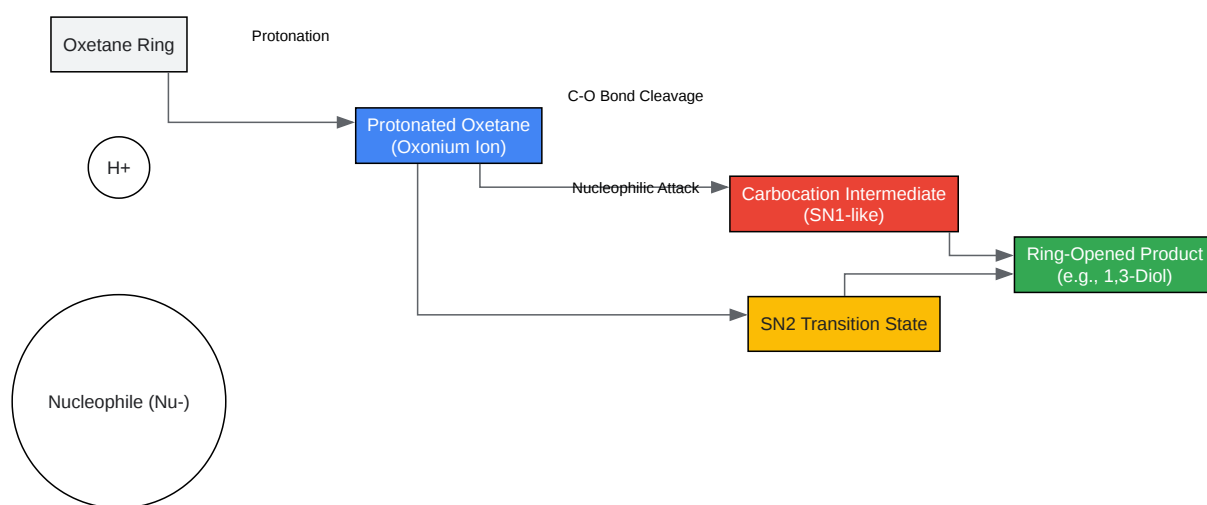 Oxetane Ring
Protonation
H+
Protonated Oxetane
(Oxonium Ion)
C-O Bond Cleavage
Nucleophilic Attack
Carbocation Intermediate
(SN1-like)
Ring-Opened Product
(e.g., 1,3-Diol)
SN2 Transition State
Nucleophile (Nu-)